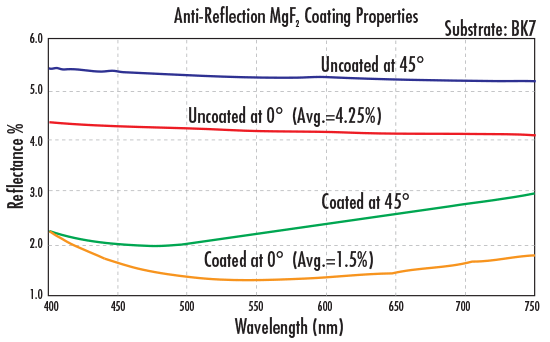 Anti-Reflection MgF₂ Coating Properties
Substrate: BK7
6.0
5.0
4.0
3.0
2.0
1.0
Reflectance %
Uncoated at 45°
Uncoated at 0° (Avg.=4.25%)
Coated at 45°
Coated at 0° (Avg.=1.5%)
400 450 500 550 600 650 700 750
Wavelength (nm)